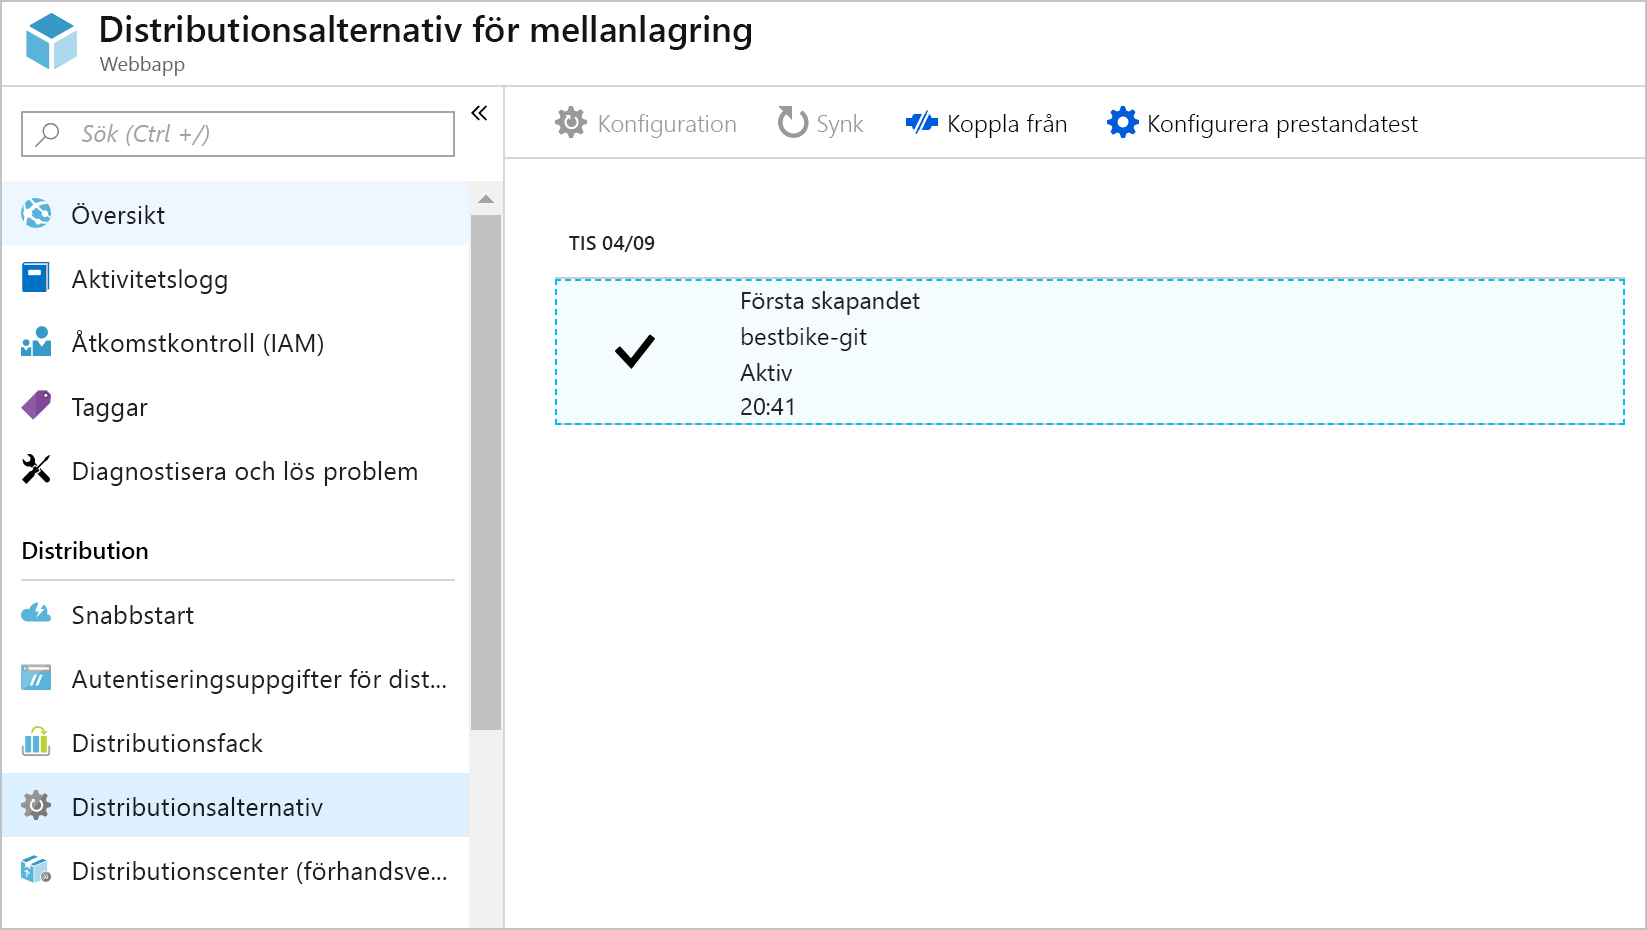 Distributionsalternativ för mellanlagring
Webbapp
Sök (Ctrl +/)
«
Översikt
Aktivitetslogg
Åtkomstkontroll (IAM)
Taggar
Diagnostisera och lös problem
Distribution
Snabbstart
Autentiseringsuppgifter för dist...
Distributionsfack
Distributionsalternativ
Distributionscenter (förhandsve...
Konfiguration
Synk
Koppla från
Konfigurera prestandatest
TIS 04/09
Första skapandet
bestbike-git
Aktiv
20:41